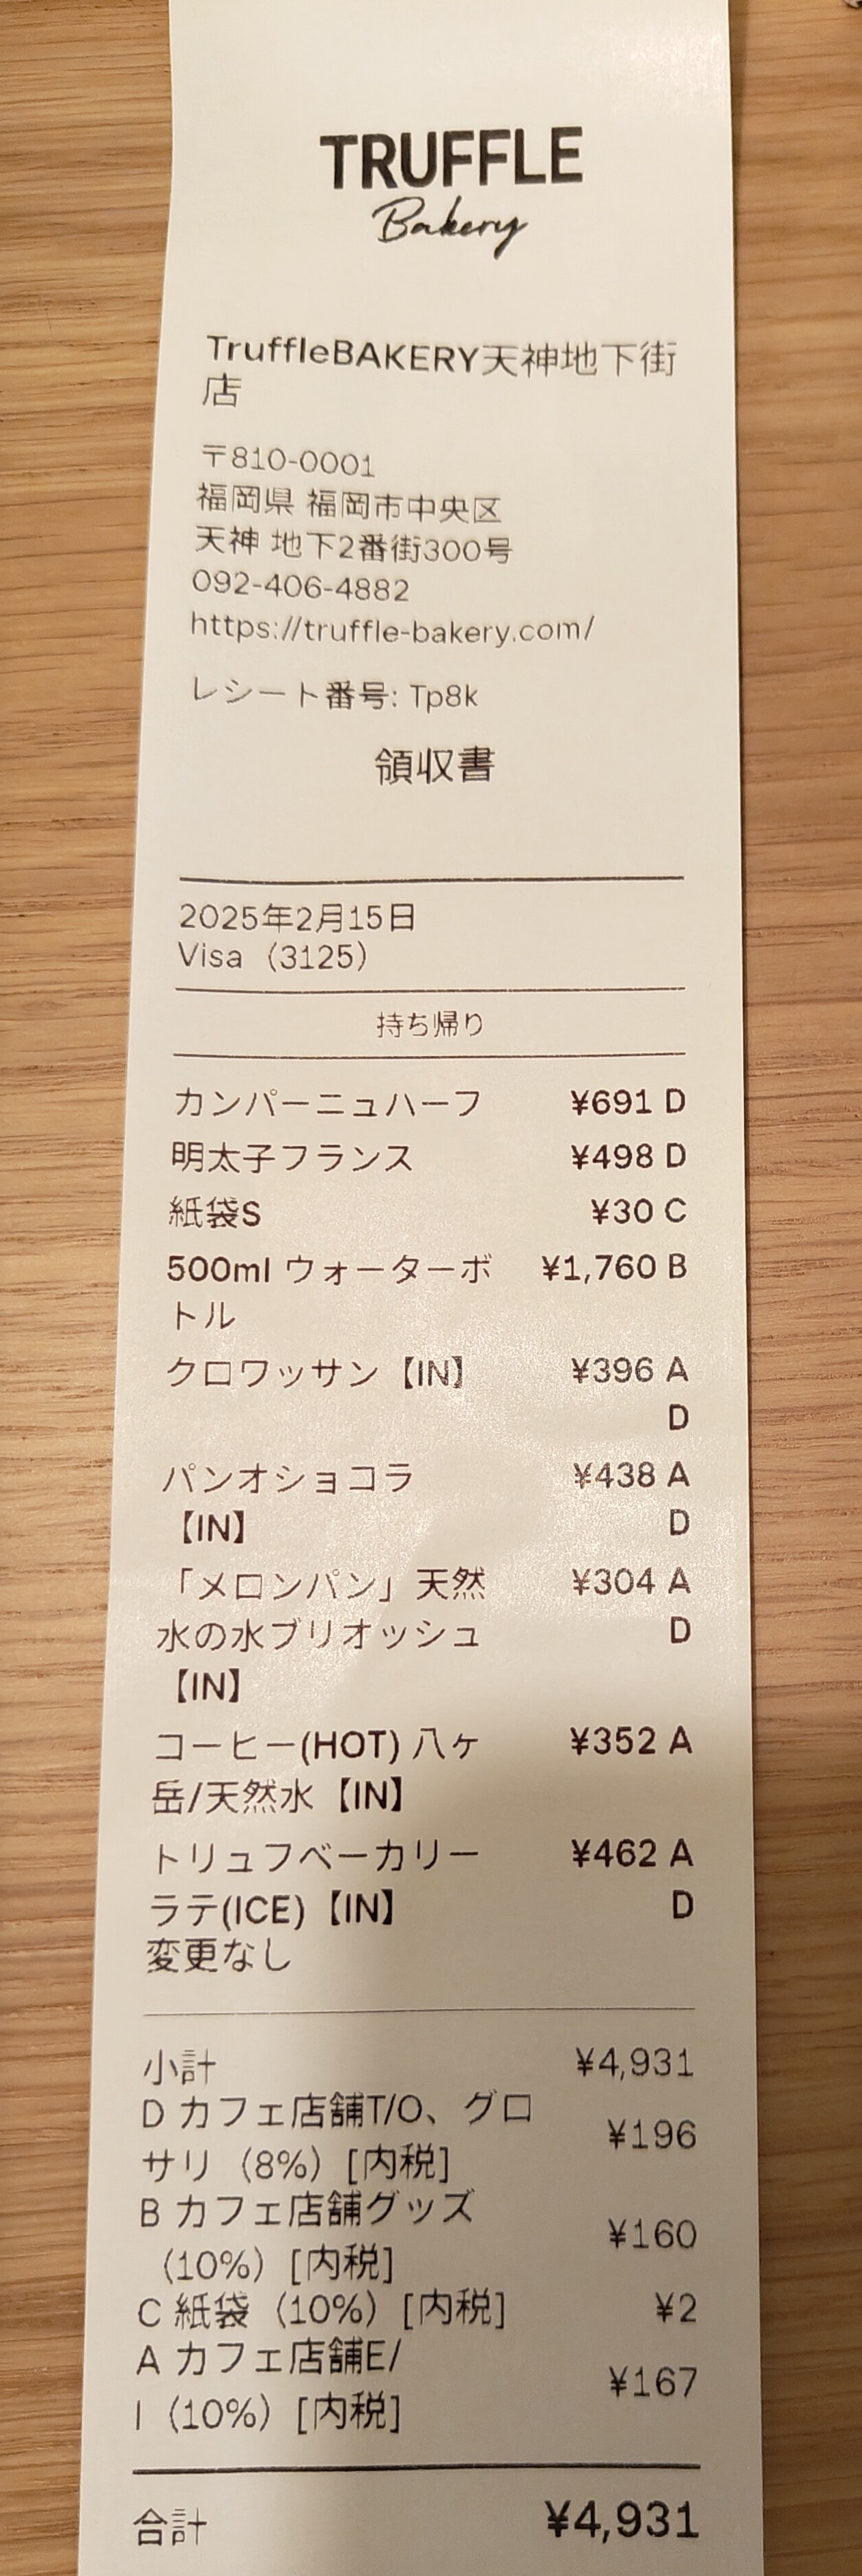 TRUFFLE
Bakery
TruffleBAKERY天神地下街
店
〒810-0001
福岡県 福岡市中央区
天神 地下2番街300号
092-406-4882
https://truffle-bakery.com/
レシート番号: Tp8k
領収書
2025年2月15日
Visa（3125）
持ち帰り
カンパーニュハーフ ¥691 D
明太子フランス ¥498 D
紙袋S ¥30 C
500ml ウォーターボ ¥1,760 B
トル
クロワッサン【IN】 ¥396 A
D
パンオショコラ ¥438 A
【IN】 D
「メロンパン」天然 ¥304 A
水の水ブリオッシュ D
【IN】
コーヒー(HOT) 八ヶ ¥352 A
岳/天然水【IN】
トリュフベーカリー ¥462 A
ラテ(ICE)【IN】 D
変更なし
小計 ¥4,931
D カフェ店舗T/O、グロ
サリ（8%）[内税] ¥196
B カフェ店舗グッズ
（10%）[内税] ¥160
C 紙袋（10%）[内税] ¥2
A カフェ店舗E/
I（10%）[内税] ¥167
合計 ¥4,931